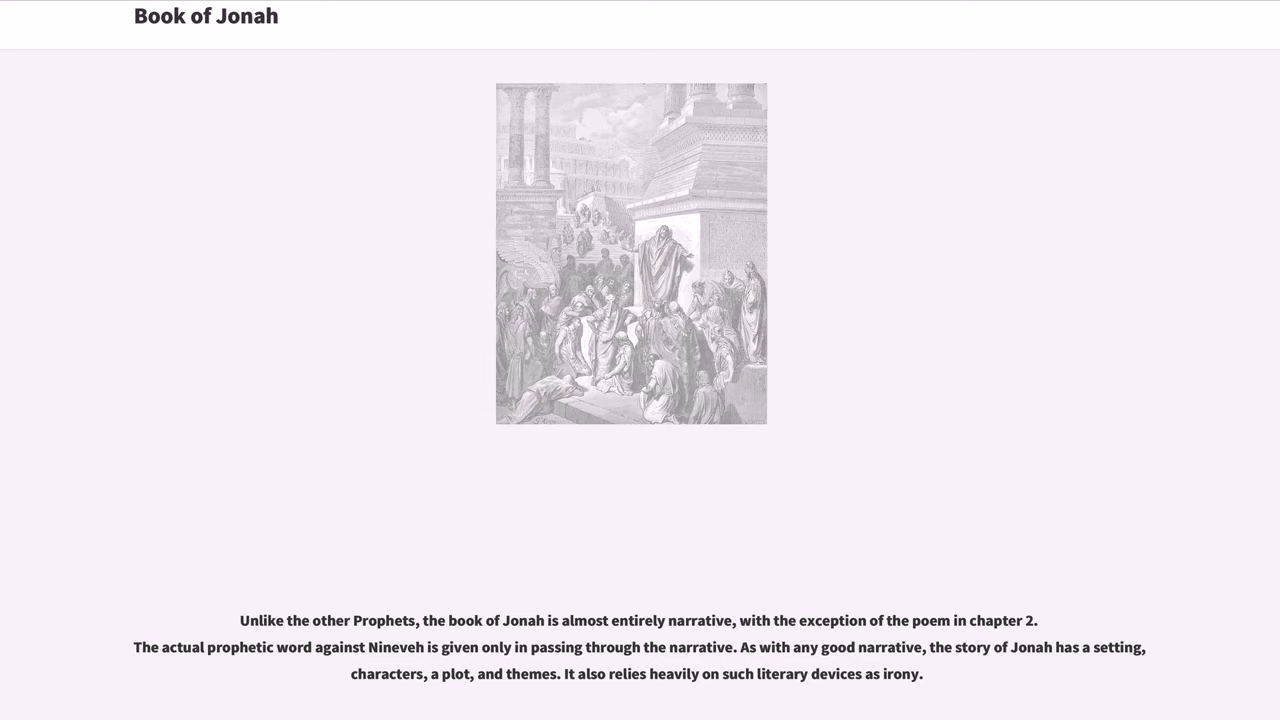 Book of Jonah
Unlike the other Prophets, the book of Jonah is almost entirely narrative, with the exception of the poem in chapter 2.
The actual prophetic word against Nineveh is given only in passing through the narrative. As with any good narrative, the story of Jonah has a setting,
characters, a plot, and themes. It also relies heavily on such literary devices as irony.